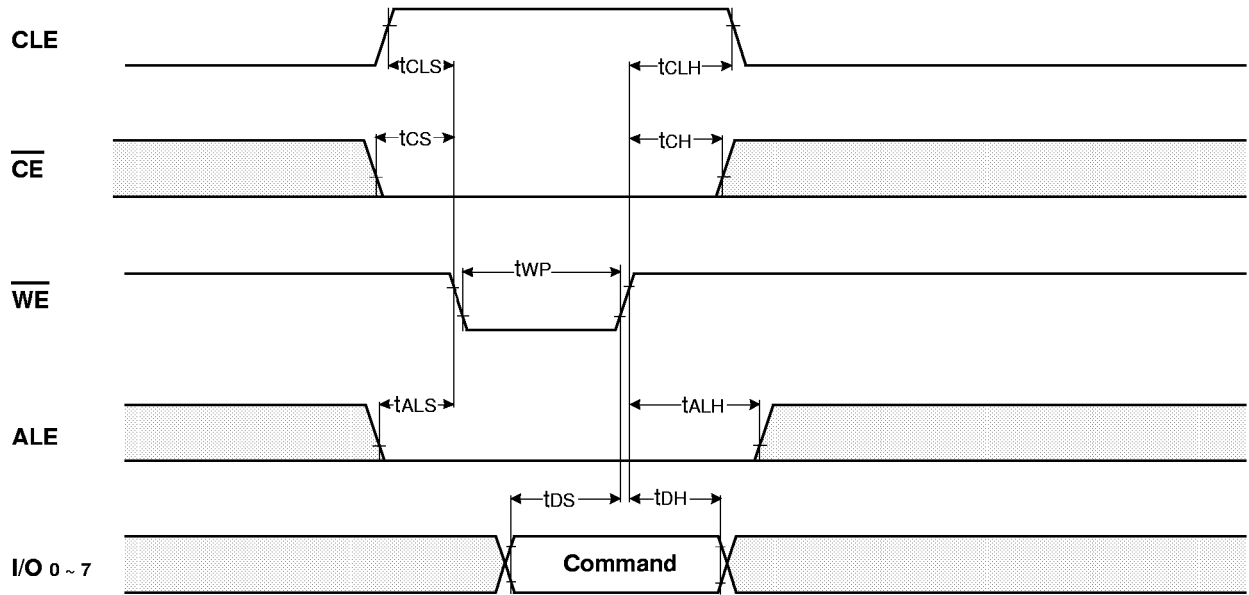 CLE
tCLS
tCLH
CE
tCS
tCH
WE
tWP
ALE
tALS
tALH
tDS
tDH
I/O 0 ~ 7
Command